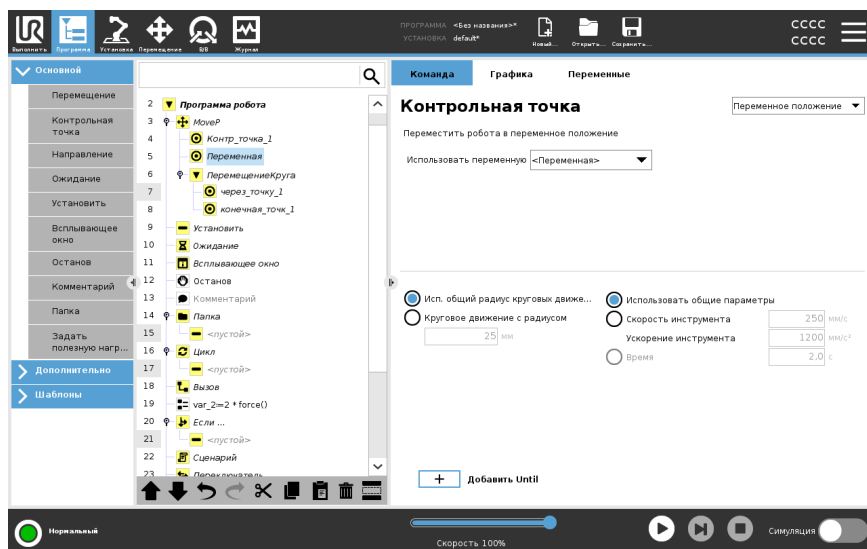 UR
Выполнить Программа Установка Перемещение В/В Журнал
ПРОГРАММА <Без названия>*
УСТАНОВКА default*
Новый... Открыть... Сохранить...
CCCC
CCCC
Основной
Перемещение
Контрольная точка
Направление
Ожидание
Установить
Всплывающее окно
Останов
Комментарий
Папка
Задать полезную нагр...
Дополнительно
Шаблоны
2 Программа робота
3 MoveP
4 Контр_точка_1
5 Переменная
6 ПеремещениеКруга
7 через_точку_1
8 конечная_точк_1
9 Установить
10 Ожидание
11 Всплывающее окно
12 Останов
13 Комментарий
14 Папка
15 <пустой>
16 Цикл
17 <пустой>
18 Вызов
19 var_2≔2 * force()
20 Если ...
21 <пустой>
22 Сценарий
23 Переключатель
Команда Графика Переменные
Контрольная точка
Переменное положение
Переместить робота в переменное положение
Использовать переменную <Переменная>
Исп. общий радиус круговых движе...
Круговое движение с радиусом
25 мм
Использовать общие параметры
Скорость инструмента 250 мм/с
Ускорение инструмента 1200 мм/с²
Время 2.0 с
+ Добавить Until
Нормальный
Скорость 100%
Симуляция